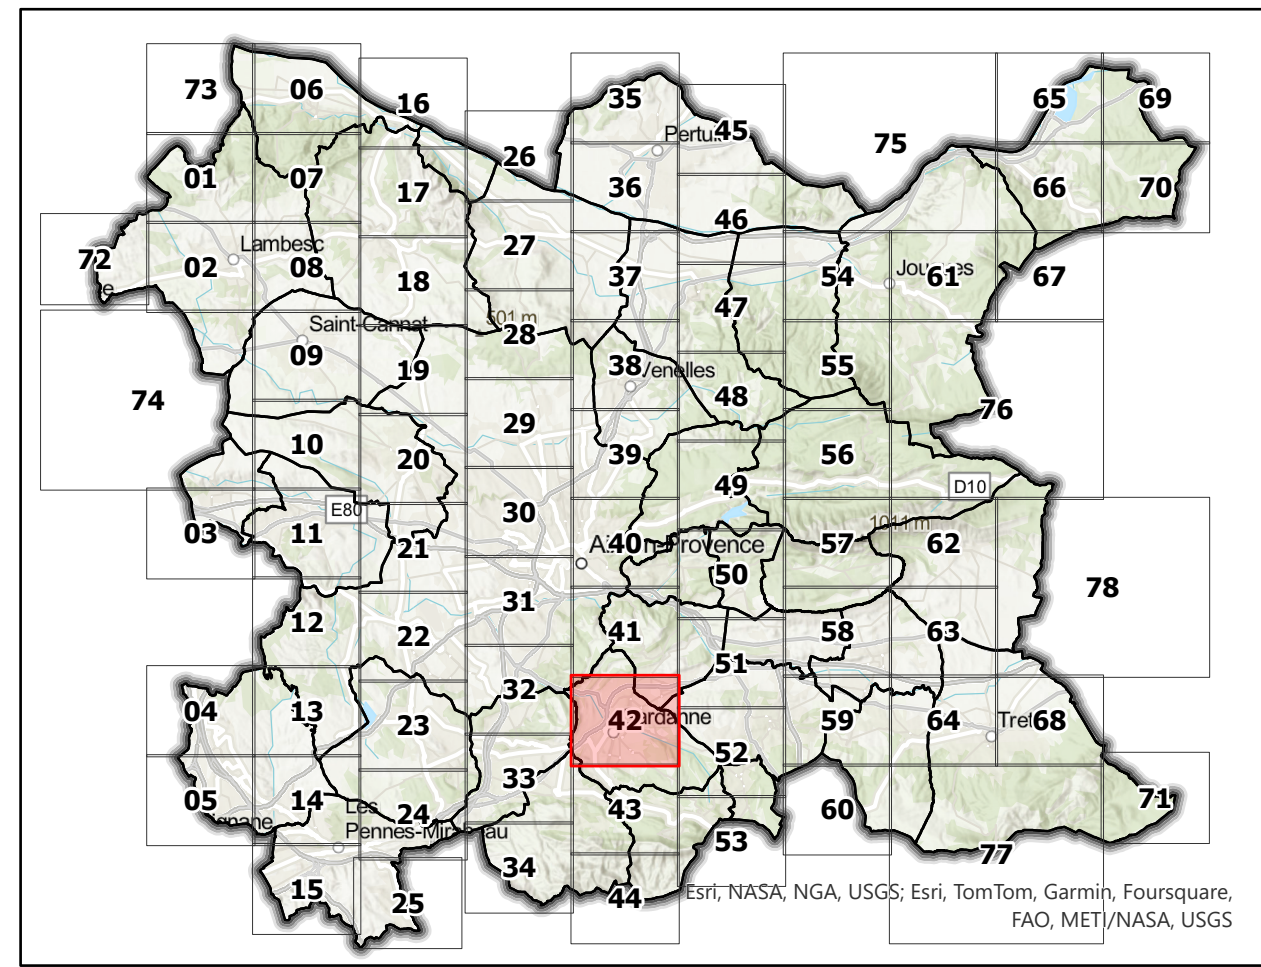 73 06 16 35 45 75 65 69
Pertui
01 07 17 26 36 46 66 70
72 02 Lambesc 08 18 27 37 47 54 Jouques 61 67
e
Saint-Cannat 501 m
74 09 19 28 38 Venelles 48 55 76
10 20 29 39 49 56 D10
03 11 E80 21 30 40 57 1011 m 62
Provence
12 22 31 41 50 51 58 63 78
04 13 23 32 42 ardanne 52 59 64 Tret 68
05 14 24 33 43 53 60 71
ignane
Les
Pennes-Mirabeau
15 25 34 44 77
Esri, NASA, NGA, USGS; Esri, TomTom, Garmin, Foursquare,
FAO, METI/NASA, USGS